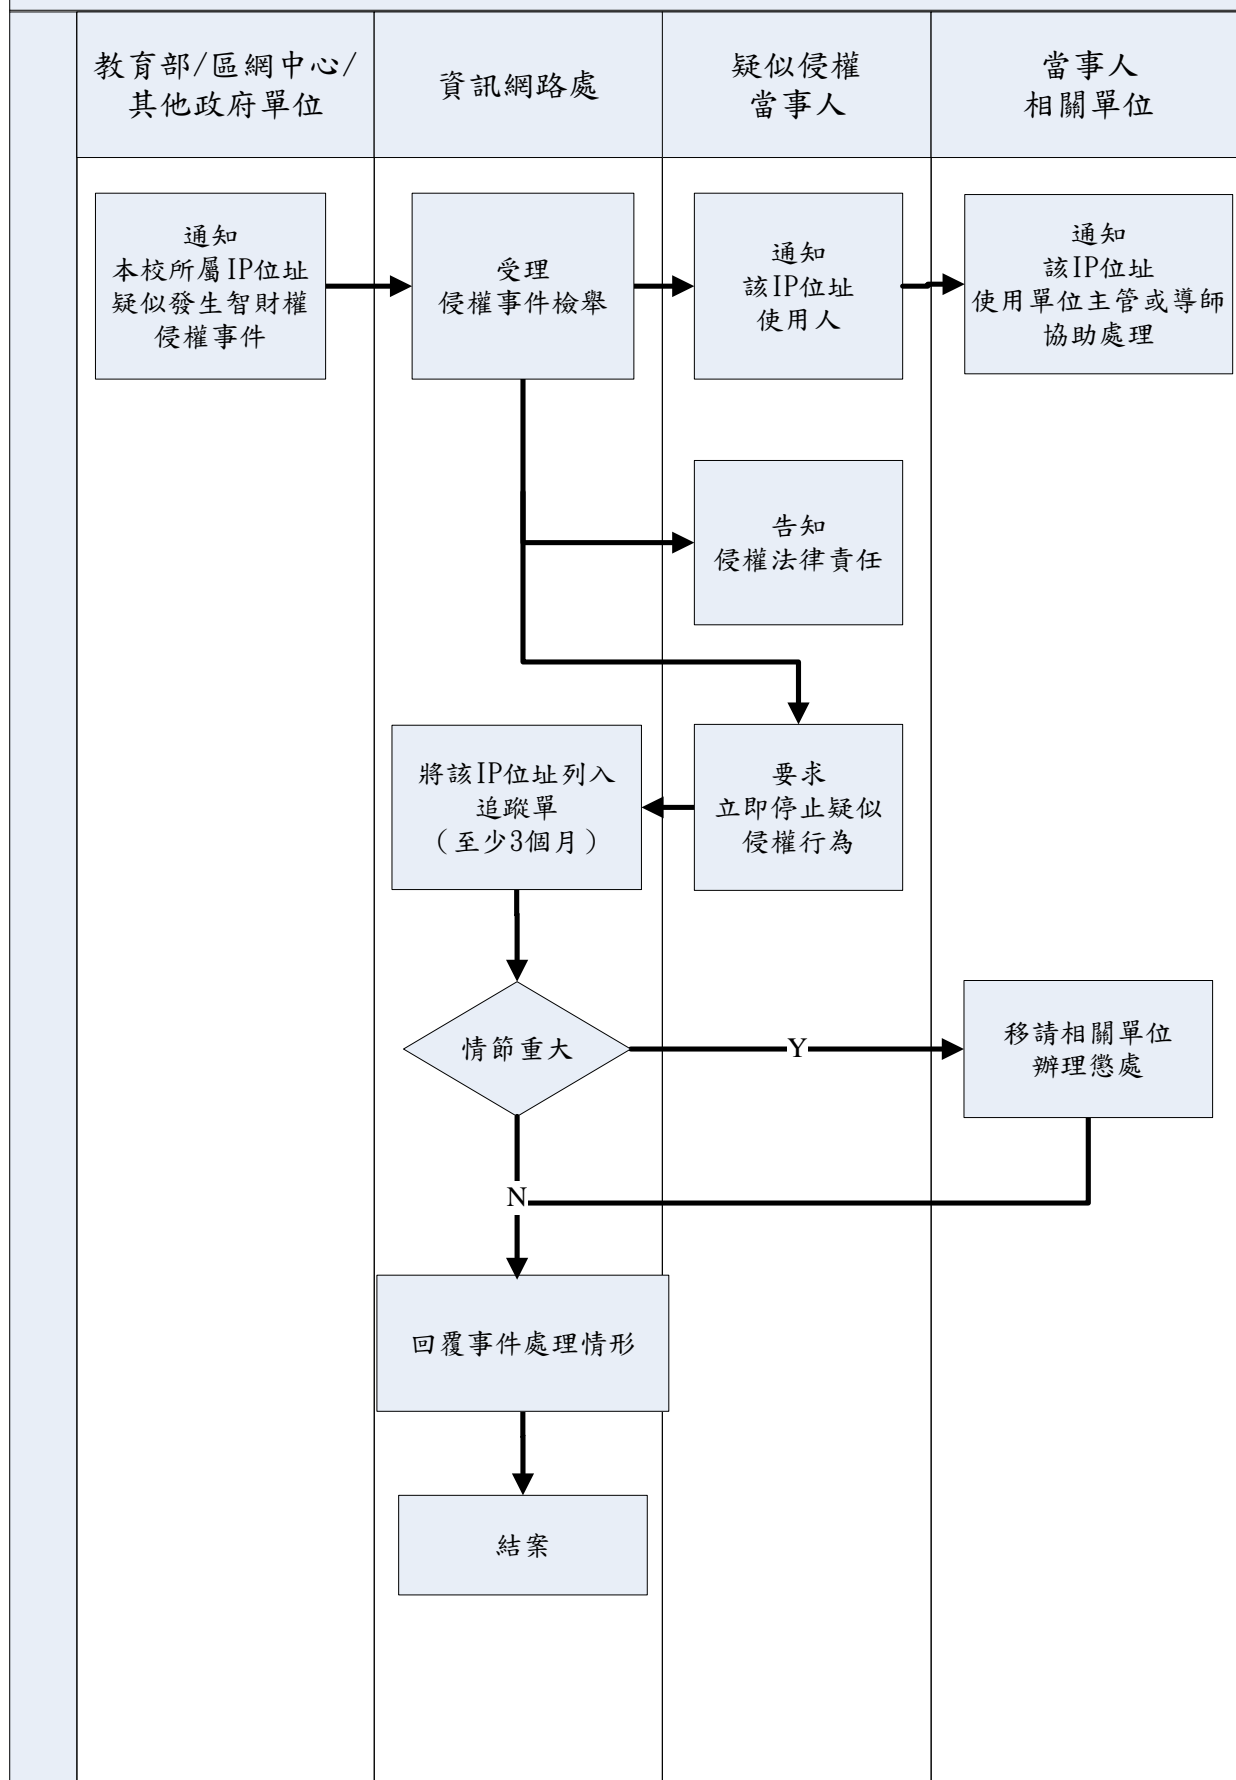 教育部/區網中心/
其他政府單位
資訊網路處
疑似侵權
當事人
當事人
相關單位
通知
本校所屬IP位址
疑似發生智財權
侵權事件
受理
侵權事件檢舉
通知
該IP位址
使用人
通知
該IP位址
使用單位主管或導師
協助處理
告知
侵權法律責任
將該IP位址列入
追蹤單
（至少3個月）
要求
立即停止疑似
侵權行為
情節重大
Y
移請相關單位
辦理懲處
N
回覆事件處理情形
結案